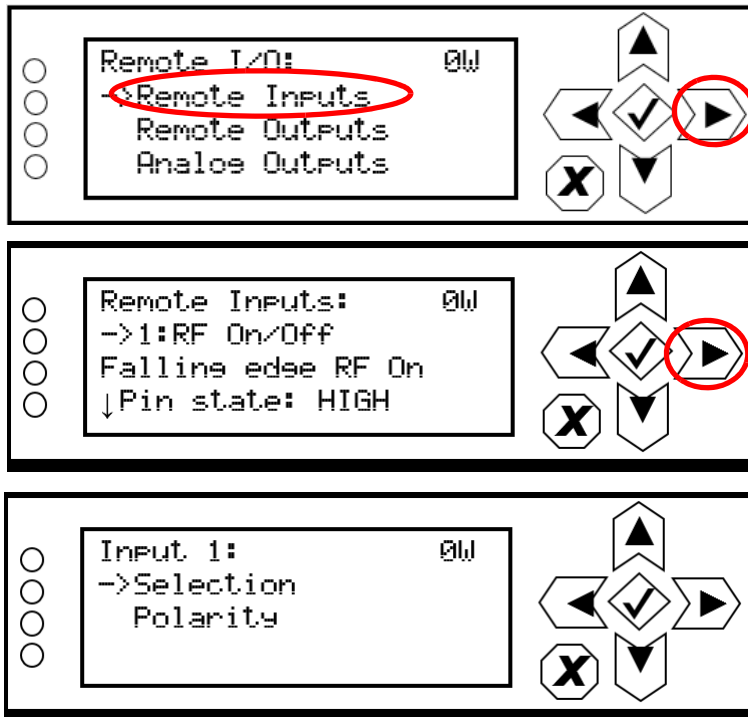 Remote I/O: 0W
->Remote Inputs
Remote Outputs
Analog Outputs
X
Remote Inputs: 0W
->1:RF On/Off
Falling edge RF On
↓Pin state: HIGH
X
Input 1: 0W
->Selection
Polarity
X